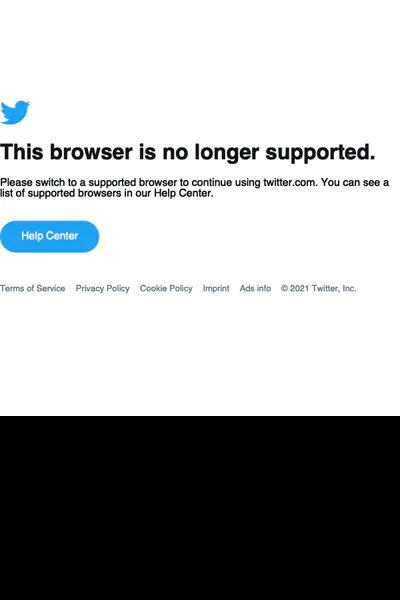 This browser is no longer supported.
Please switch to a supported browser to continue using twitter.com. You can see a
list of supported browsers in our Help Center.
Help Center
Terms of Service Privacy Policy Cookie Policy Imprint Ads info © 2021 Twitter, Inc.